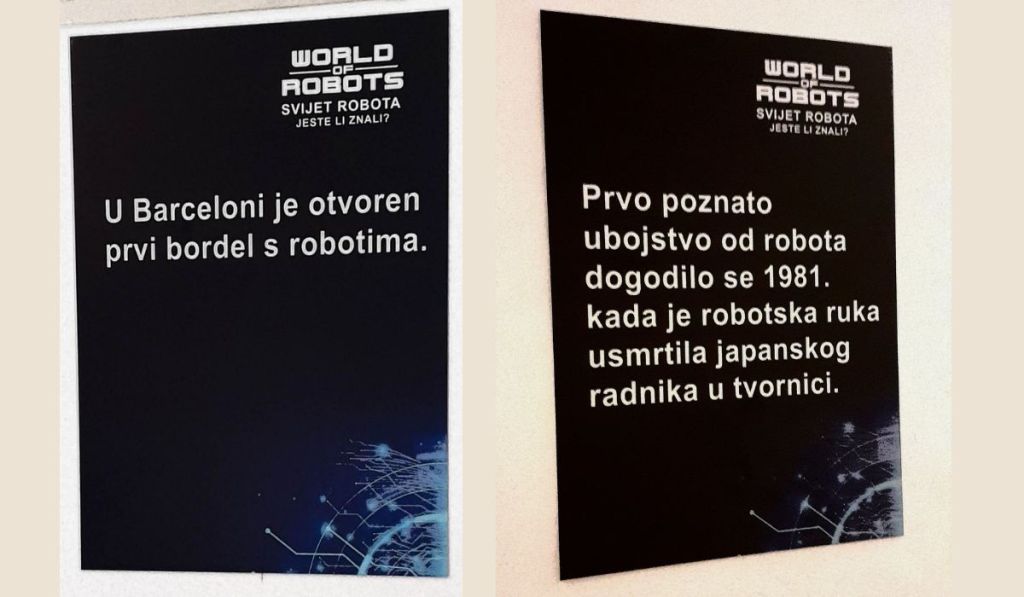 WORLD
OF
ROBOTS
SVIJET ROBOTA
JESTE LI ZNALI?
U Barceloni je otvoren
prvi bordel s robotima.
WORLD
OF
ROBOTS
SVIJET ROBOTA
JESTE LI ZNALI?
Prvo poznato
ubojstvo od robota
dogodilo se 1981.
kada je robotska ruka
usmrtila japanskog
radnika u tvornici.